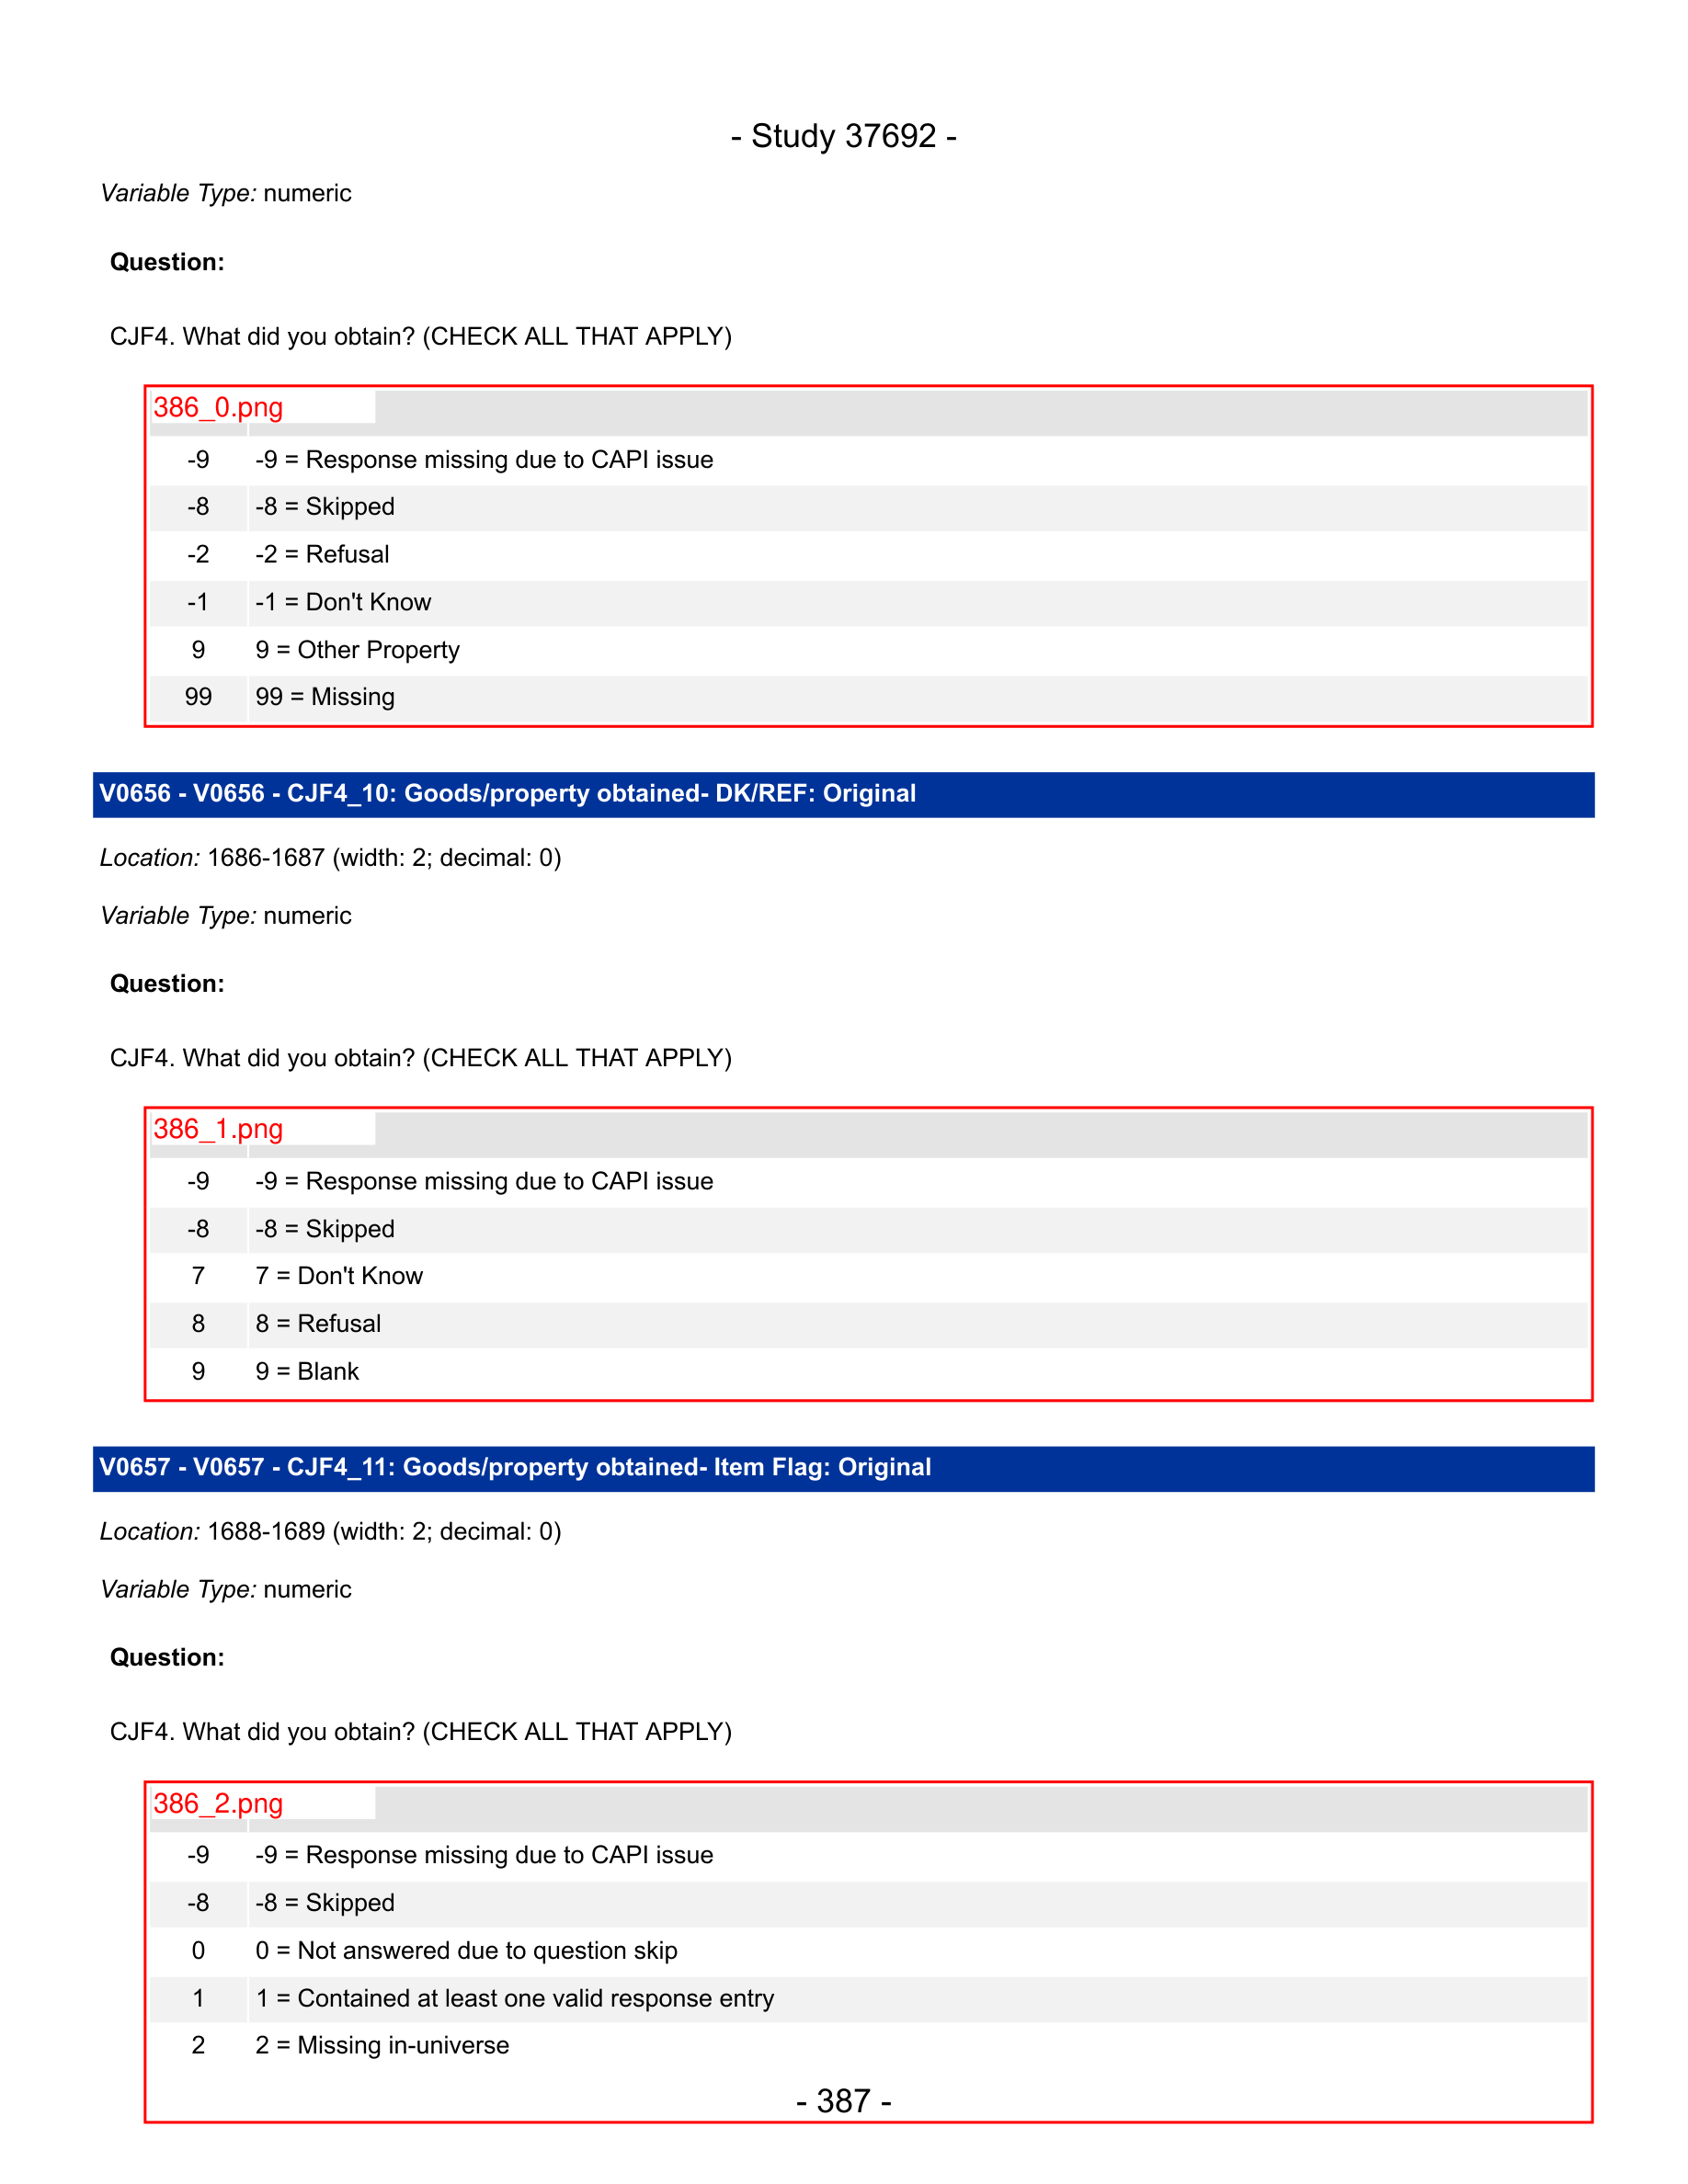 - Study 37692 -
Variable Type: numeric
Question:
CJF4. What did you obtain? (CHECK ALL THAT APPLY)
386_0.png
-9 -9 = Response missing due to CAPI issue
-8 -8 = Skipped
-2 -2 = Refusal
-1 -1 = Don't Know
9 9 = Other Property
99 99 = Missing
V0656 - V0656 - CJF4_10: Goods/property obtained- DK/REF: Original
Location: 1686-1687 (width: 2; decimal: 0)
Variable Type: numeric
Question:
CJF4. What did you obtain? (CHECK ALL THAT APPLY)
386_1.png
-9 -9 = Response missing due to CAPI issue
-8 -8 = Skipped
7 7 = Don't Know
8 8 = Refusal
9 9 = Blank
V0657 - V0657 - CJF4_11: Goods/property obtained- Item Flag: Original
Location: 1688-1689 (width: 2; decimal: 0)
Variable Type: numeric
Question:
CJF4. What did you obtain? (CHECK ALL THAT APPLY)
386_2.png
-9 -9 = Response missing due to CAPI issue
-8 -8 = Skipped
0 0 = Not answered due to question skip
1 1 = Contained at least one valid response entry
2 2 = Missing in-universe
- 387 -